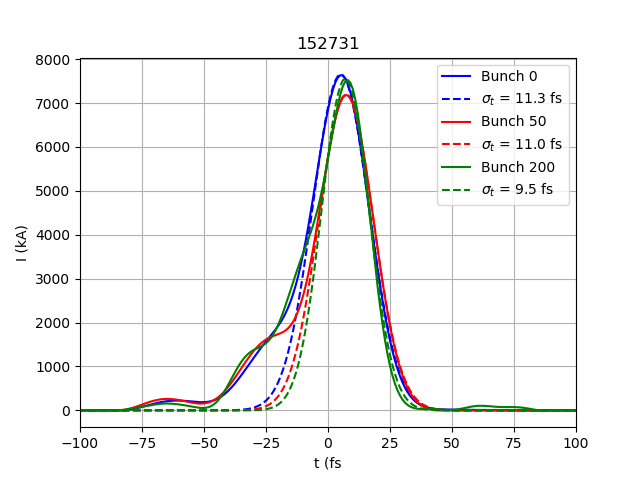 152731
I (kA)
8000
7000
6000
5000
4000
3000
2000
1000
0
Bunch 0
σt = 11.3 fs
Bunch 50
σt = 11.0 fs
Bunch 200
σt = 9.5 fs
−100 −75 −50 −25 0 25 50 75 100
t (fs